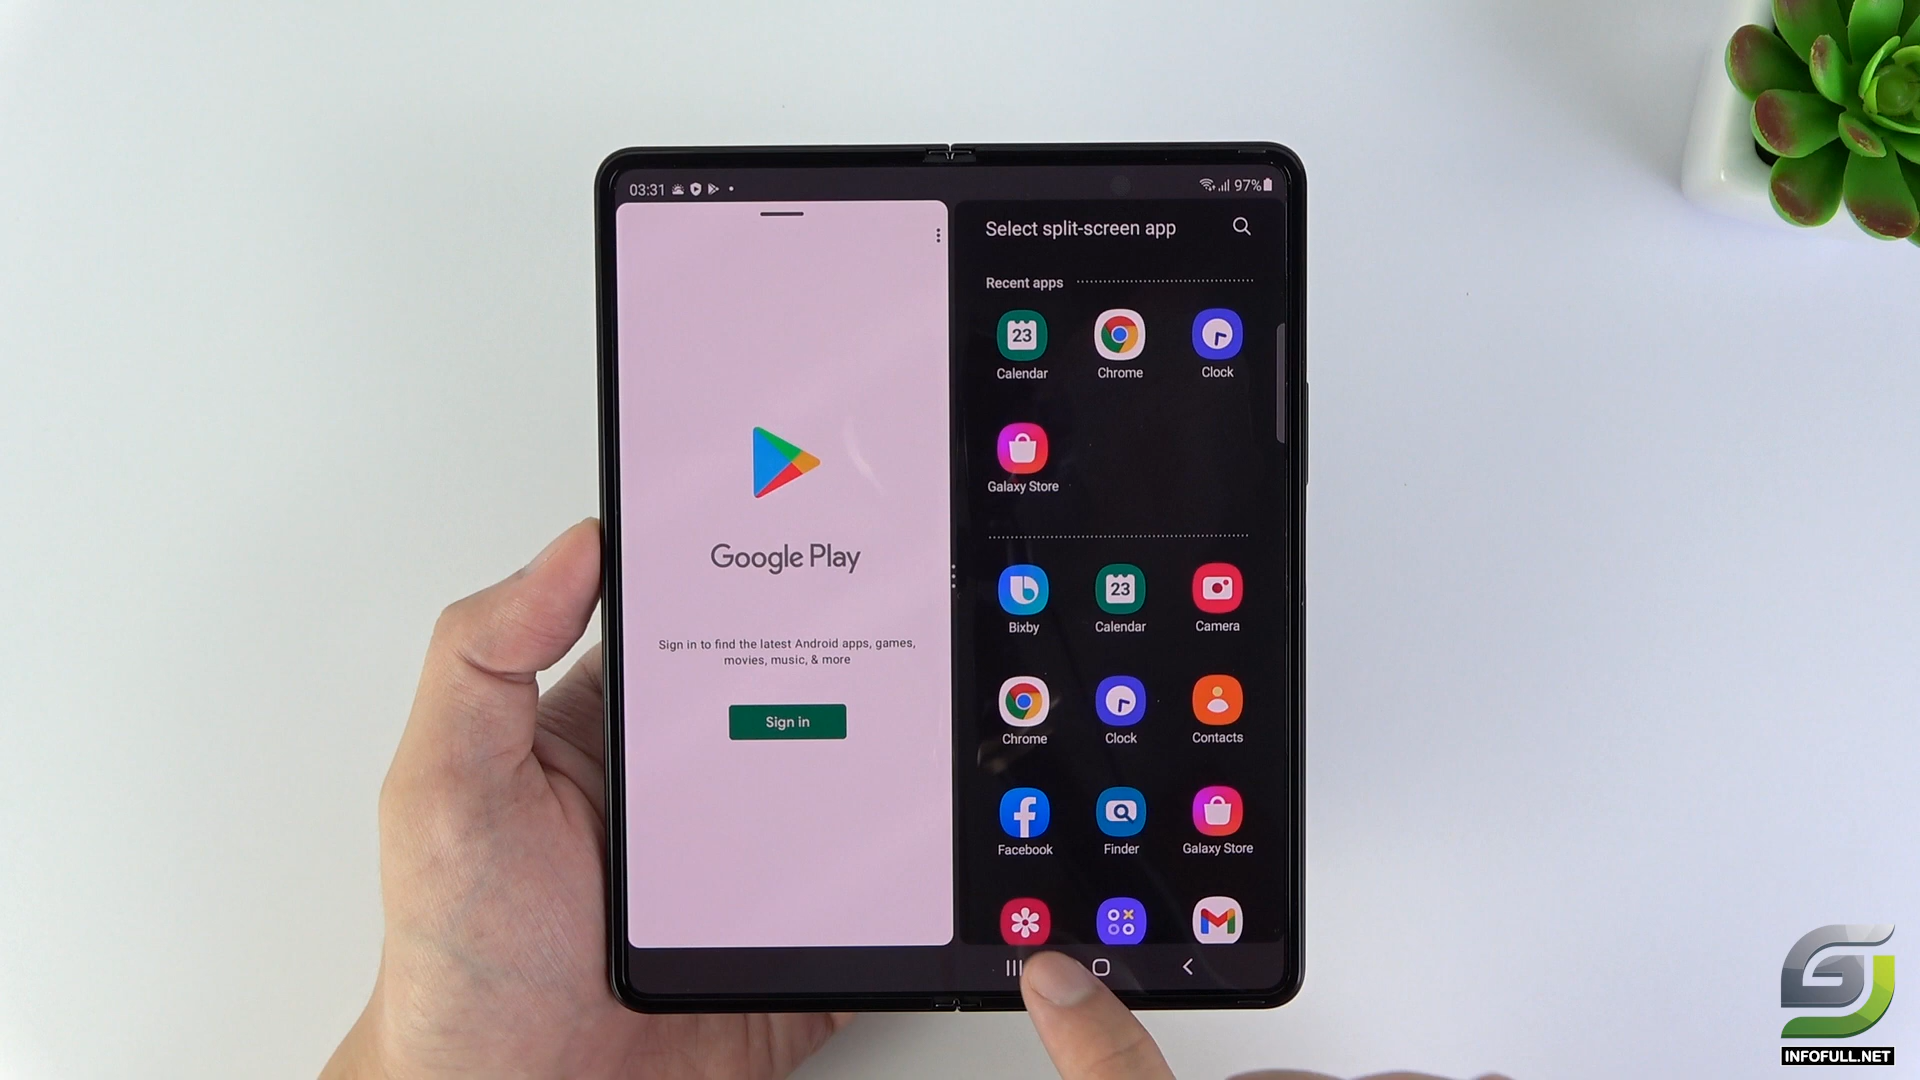 03:31
97%
Google Play
Sign in to find the latest Android apps, games,
movies, music, & more
Sign in
Select split-screen app
Recent apps
23
Calendar
Chrome
Clock
Galaxy Store
Bixby
23
Calendar
Camera
Chrome
Clock
Contacts
Facebook
Finder
Galaxy Store
INFOFULL.NET